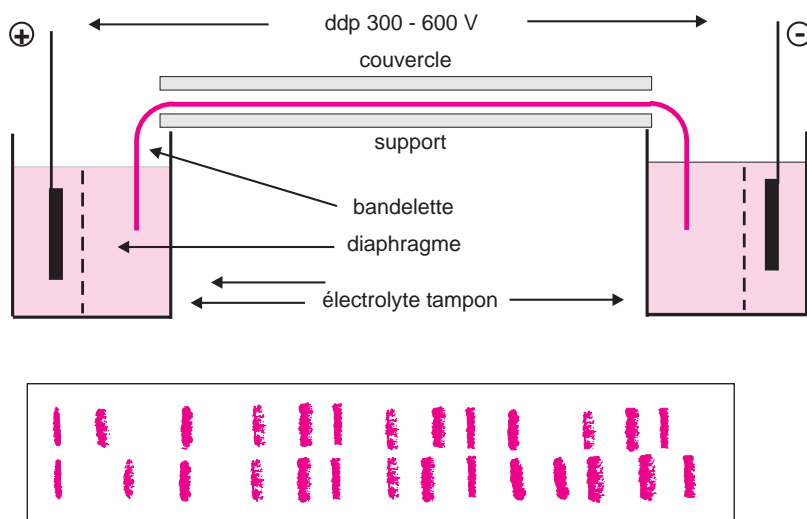 ddp 300 - 600 V
+
-
couvercle
support
bandelette
diaphragme
électrolyte tampon